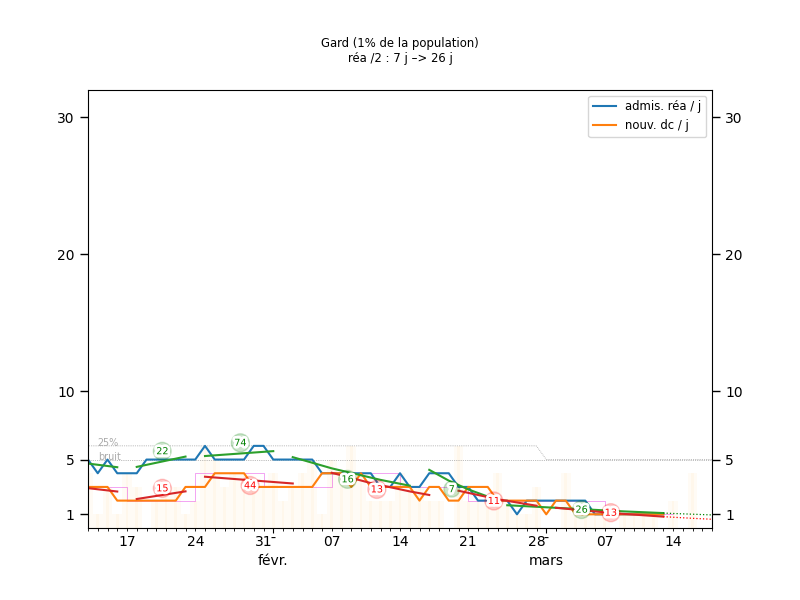 Gard (1% de la population)
réa /2 : 7 j –> 26 j
admis. réa / j
nouv. dc / j
30 30
20 20
10 10
25%
bruit
22
74
5 5
15
44
16
13
7
11
26
13
1 1
17 24 31 07 14 21 28 07 14
févr. mars